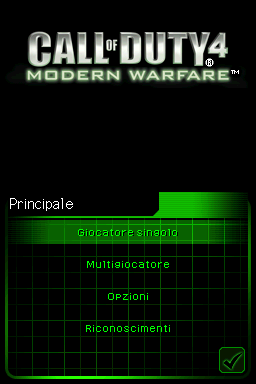 CALL OF DUTY 4®
MODERN WARFARE™
Principale
Giocatore singolo
Multigiocatore
Opzioni
Riconoscimenti